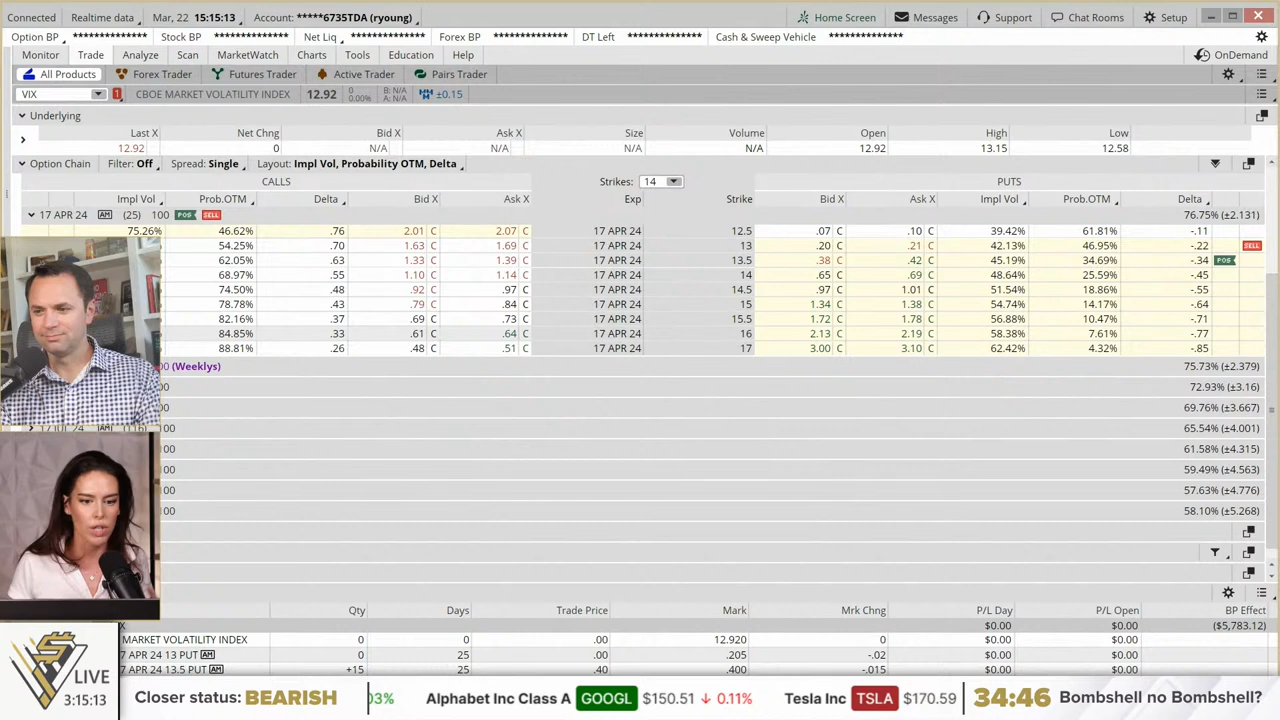 Connected Realtime data Mar, 22 15:15:13 Account: *****6735TDA (ryoung) Home Screen Messages Support Chat Rooms Setup
Option BP ************** Stock BP ************** Net Liq ************** Forex BP ************** DT Left ************** Cash & Sweep Vehicle **************
Monitor Trade Analyze Scan MarketWatch Charts Tools Education Help OnDemand
All Products Forex Trader Futures Trader Active Trader Pairs Trader
VIX 1 CBOE MARKET VOLATILITY INDEX 12.92 0 0.00% B: N/A A: N/A ±0.15
Underlying
Last X Net Chng Bid X Ask X Size Volume Open High Low
12.92 0 N/A N/A N/A N/A 12.92 13.15 12.58
Option Chain Filter: Off Spread: Single Layout: Impl Vol, Probability OTM, Delta
CALLS Strikes: 14 PUTS
Impl Vol Prob.OTM Delta Bid X Ask X Exp Strike Bid X Ask X Impl Vol Prob.OTM Delta
17 APR 24 AM (25) 100 POS SELL 76.75% (±2.131)
75.26% 46.62% .76 2.01 C 2.07 C 17 APR 24 12.5 .07 C .10 C 39.42% 61.81% -.11
54.25% .70 1.63 C 1.69 C 17 APR 24 13 .20 C .21 C 42.13% 46.95% -.22 SELL
62.05% .63 1.33 C 1.39 C 17 APR 24 13.5 .38 C .42 C 45.19% 34.69% -.34 POS
68.97% .55 1.10 C 1.14 C 17 APR 24 14 .65 C .69 C 48.64% 25.59% -.45
74.50% .48 .92 C .97 C 17 APR 24 14.5 .97 C 1.01 C 51.54% 18.86% -.55
78.78% .43 .79 C .84 C 17 APR 24 15 1.34 C 1.38 C 54.74% 14.17% -.64
82.16% .37 .69 C .73 C 17 APR 24 15.5 1.72 C 1.78 C 56.88% 10.47% -.71
84.85% .33 .61 C .64 C 17 APR 24 16 2.13 C 2.19 C 58.38% 7.61% -.77
88.81% .26 .48 C .51 C 17 APR 24 17 3.00 C 3.10 C 62.42% 4.32% -.85
00 (Weeklys) 75.73% (±2.379)
00 72.93% (±3.16)
00 69.76% (±3.667)
100 65.54% (±4.001)
00 61.58% (±4.315)
00 59.49% (±4.563)
00 57.63% (±4.776)
00 58.10% (±5.268)
Qty Days Trade Price Mark Mrk Chng P/L Day P/L Open BP Effect
X $0.00 $0.00 ($5,783.12)
MARKET VOLATILITY INDEX 0 0 .00 12.920 0 $0.00 $0.00
7 APR 24 13 PUT AM 0 25 .00 .205 -.02 $0.00 $0.00
7 APR 24 13.5 PUT AM +15 25 .40 .400 -.015 $0.00 $0.00
LIVE
3:15:13
Closer status: BEARISH 03% Alphabet Inc Class A GOOGL $150.51 ↓ 0.11% Tesla Inc TSLA $170.59 34:46 Bombshell no Bombshell?